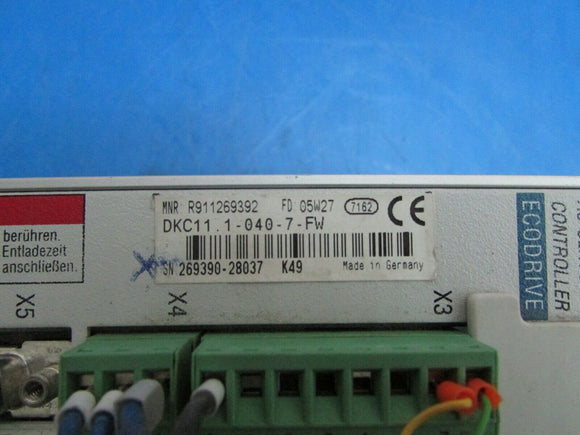 berühren.
Entladezeit
anschließen.
MNR R911269392 FD 05W27 7162 CE
DKC11.1-040-7-FW
SN 269390-28037 K49 Made in Germany
X5
X4
X3
ECODRIVE
CONTROLLER